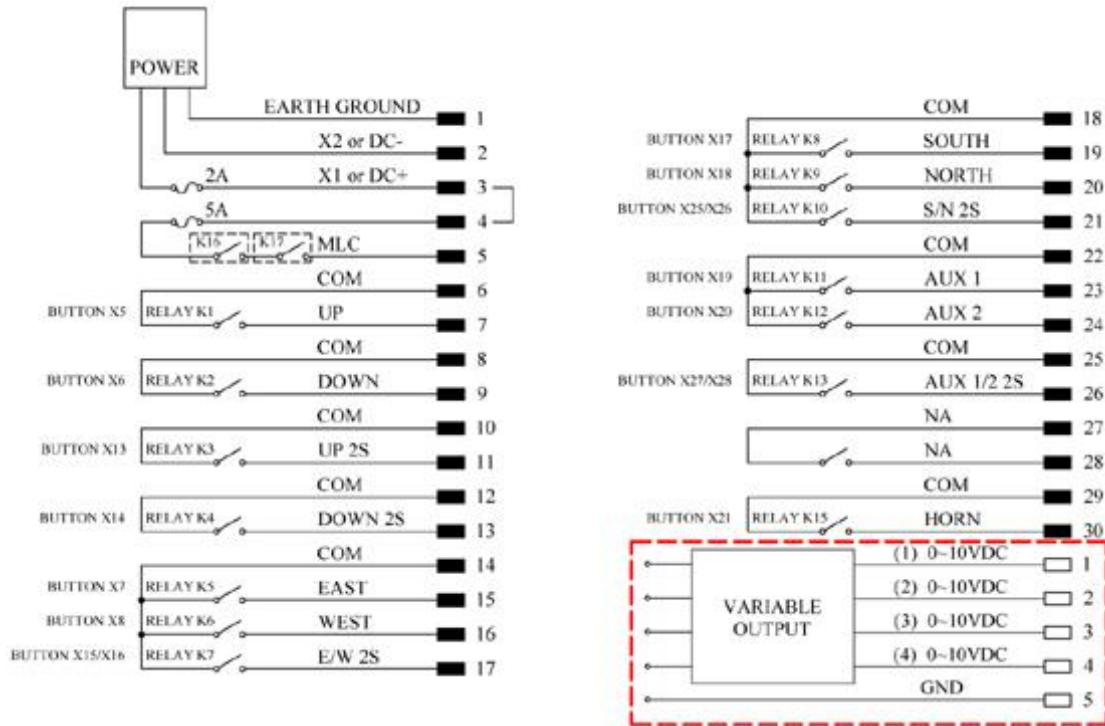 POWER
EARTH GROUND 1
X2 or DC- 2
2A X1 or DC+ 3
5A 4
K16 K17 MLC 5
COM 6
BUTTON X5 RELAY K1 UP 7
COM 8
BUTTON X6 RELAY K2 DOWN 9
COM 10
BUTTON X13 RELAY K3 UP 2S 11
COM 12
BUTTON X14 RELAY K4 DOWN 2S 13
COM 14
BUTTON X7 RELAY K5 EAST 15
BUTTON X8 RELAY K6 WEST 16
BUTTON X15/X16 RELAY K7 E/W 2S 17
COM 18
BUTTON X17 RELAY K8 SOUTH 19
BUTTON X18 RELAY K9 NORTH 20
BUTTON X25/X26 RELAY K10 S/N 2S 21
COM 22
BUTTON X19 RELAY K11 AUX 1 23
BUTTON X20 RELAY K12 AUX 2 24
COM 25
BUTTON X27/X28 RELAY K13 AUX 1/2 2S 26
NA 27
NA 28
COM 29
BUTTON X21 RELAY K15 HORN 30
VARIABLE
OUTPUT
(1) 0~10VDC 1
(2) 0~10VDC 2
(3) 0~10VDC 3
(4) 0~10VDC 4
GND 5